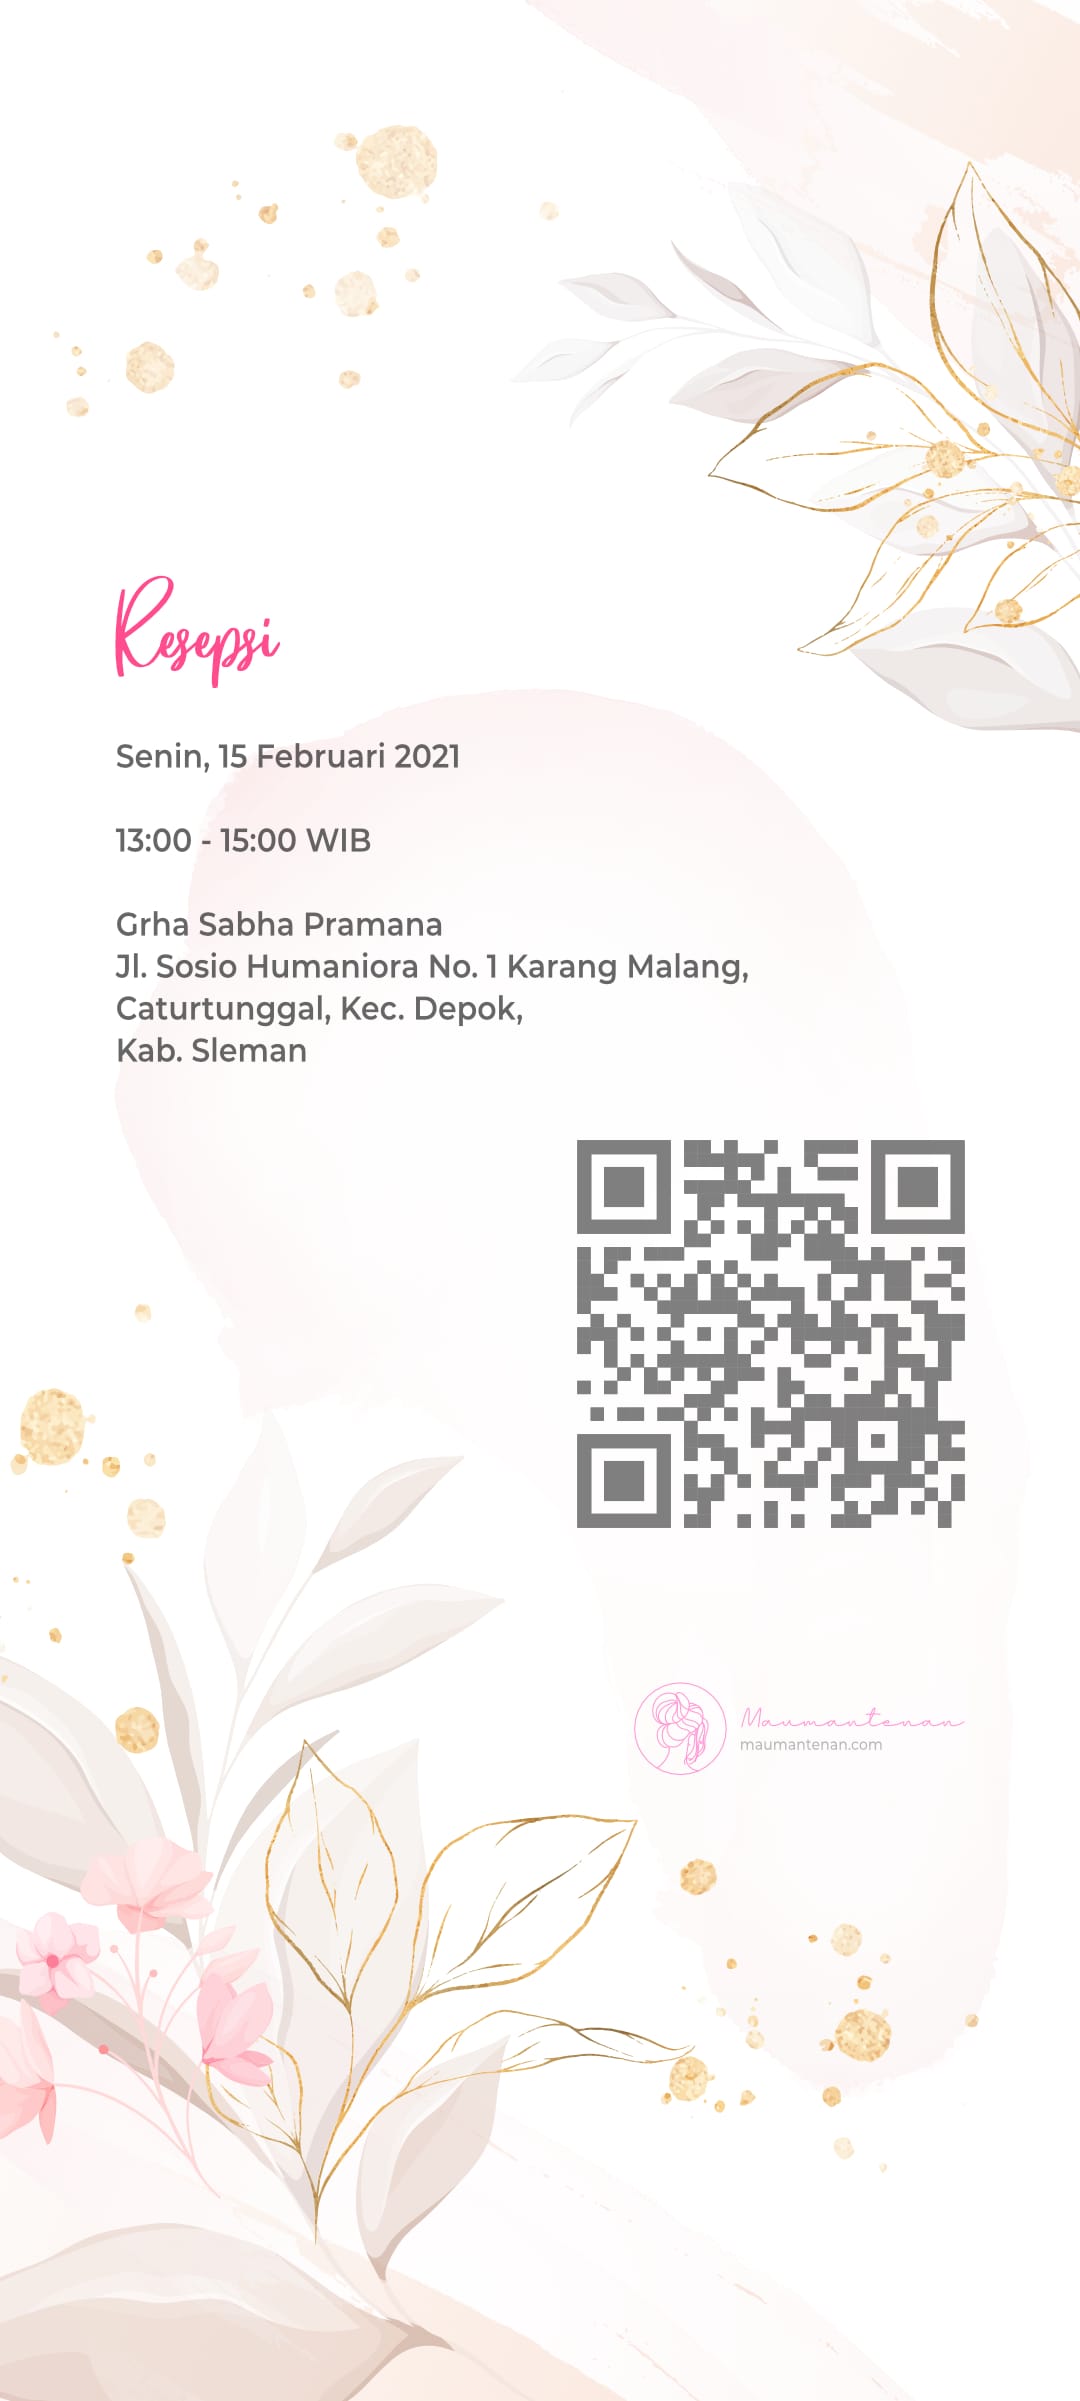 Resepsi
Senin, 15 Februari 2021
13:00 - 15:00 WIB
Grha Sabha Pramana
Jl. Sosio Humaniora No. 1 Karang Malang,
Caturtunggal, Kec. Depok,
Kab. Sleman
Maumantenan
maumantenan.com